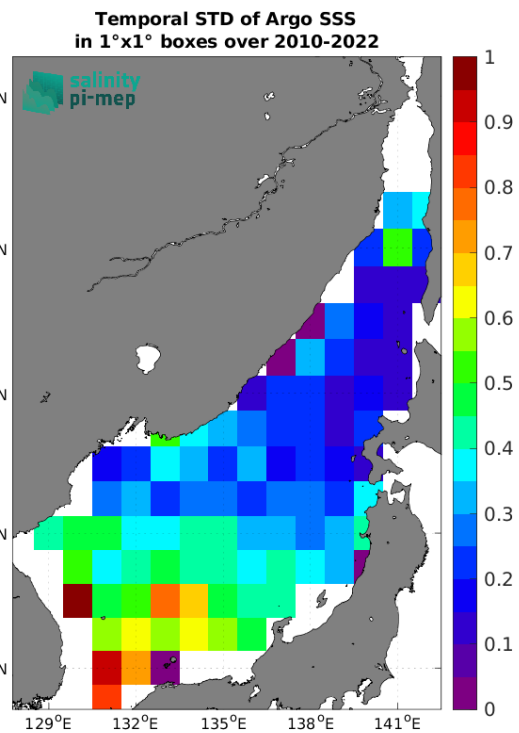 Temporal STD of Argo SSS
in 1°x1° boxes over 2010-2022
salinity
pi-mep
1
0.9
0.8
0.7
0.6
0.5
0.4
0.3
0.2
0.1
0
N
N
N
N
N
129°E 132°E 135°E 138°E 141°E